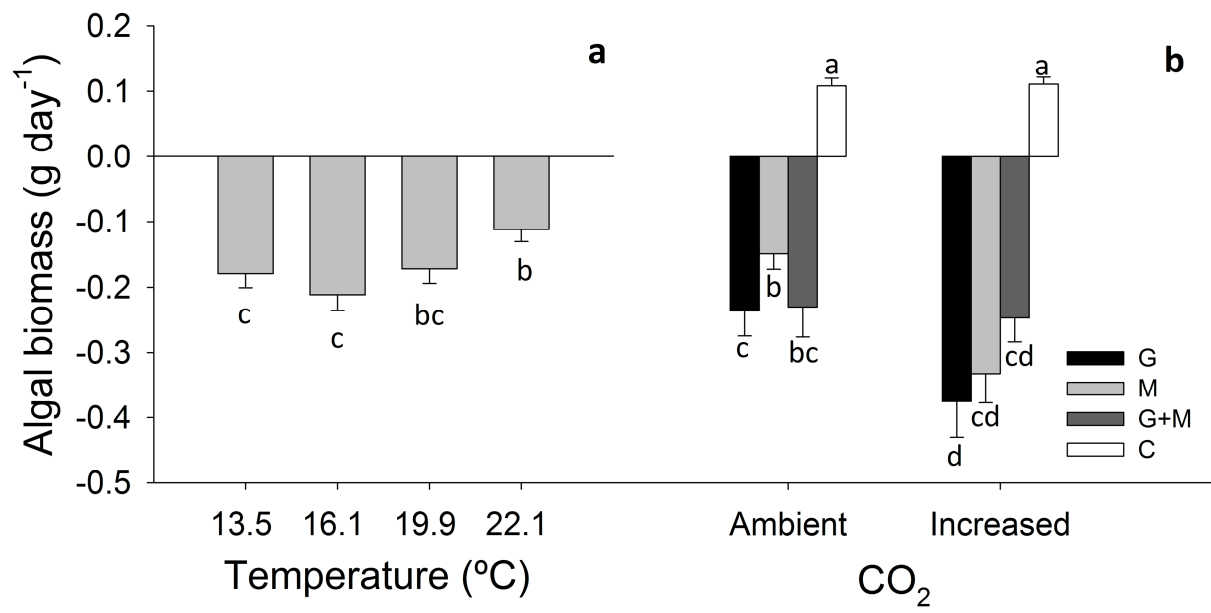 Algal biomass (g day-1)
0.2
0.1
0.0
-0.1
-0.2
-0.3
-0.4
-0.5
a
c
c
bc
b
13.5 16.1 19.9 22.1
Temperature (ºC)
b
a
a
b
c
bc
cd
cd
d
G
M
G+M
C
Ambient Increased
CO2